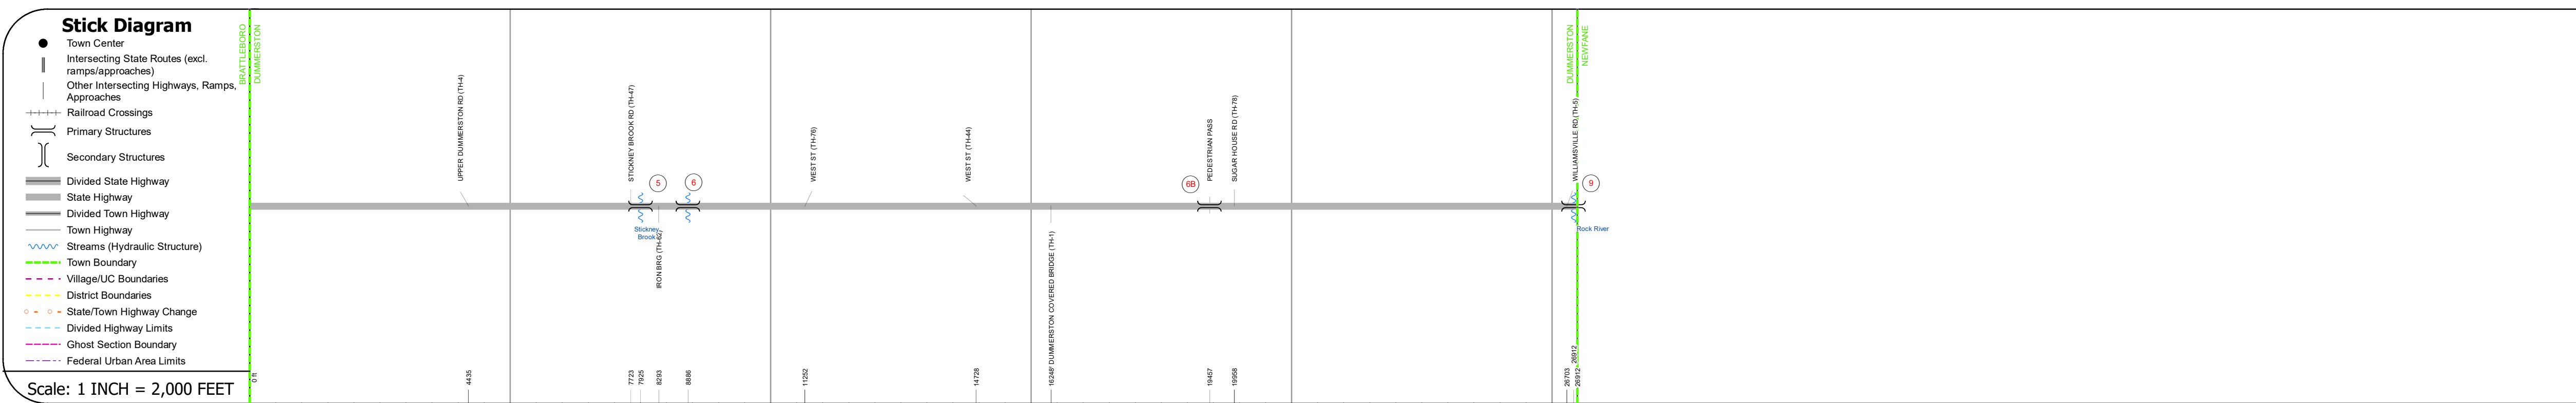 Stick Diagram
Town Center
Intersecting State Routes (excl.
ramps/approaches)
Other Intersecting Highways, Ramps,
Approaches
Railroad Crossings
Primary Structures
Secondary Structures
Divided State Highway
State Highway
Divided Town Highway
Town Highway
Streams (Hydraulic Structure)
Town Boundary
Village/UC Boundaries
District Boundaries
State/Town Highway Change
Divided Highway Limits
Ghost Section Boundary
Federal Urban Area Limits
Scale: 1 INCH = 2,000 FEET
BRATTLEBORO
DUMMERSTON
UPPER DUMMERSTON RD (TH-4)
STICKNEY BROOK RD (TH-47)
5
6
Stickney
Brook
IRON BRG (TH-62)
WEST ST (TH-76)
WEST ST (TH-44)
DUMMERSTON COVERED BRIDGE (TH-1)
6B
PEDESTRIAN PASS
SUGAR HOUSE RD (TH-78)
DUMMERSTON
NEWFANE
WILLIAMSVILLE RD (TH-5)
9
Rock River
0 ft
4435
7723
7925
8293
8886
11252
14728
16248'
19457
19958
26703
26912
26912